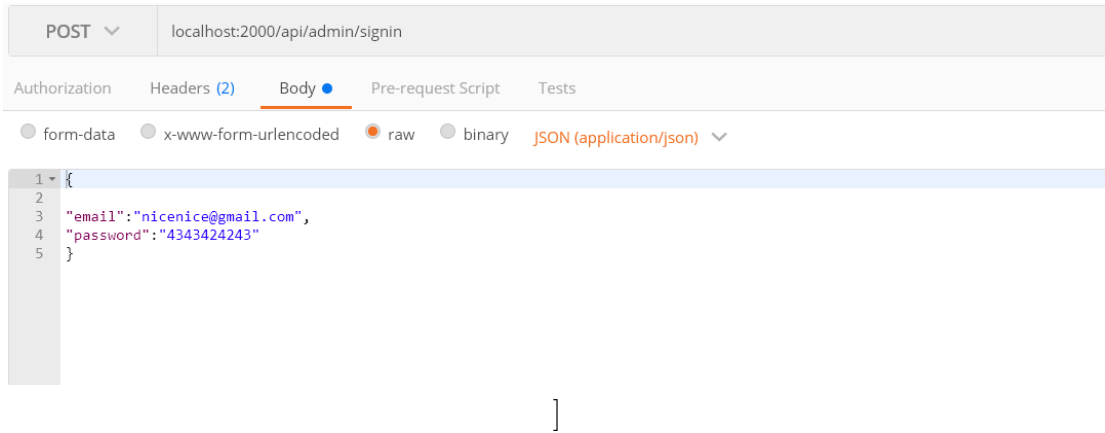 POST localhost:2000/api/admin/signin
Authorization Headers (2) Body Pre-request Script Tests
form-data x-www-form-urlencoded raw binary JSON (application/json)
1 {
2
3 "email":"nicenice@gmail.com",
4 "password":"4343424243"
5 }
]